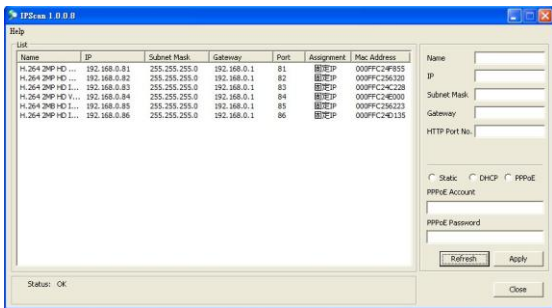 IPScan 1.0.0.0
Help
List
Name IP Subnet Mask Gateway Port Assignment Mac Address
H.264 2MP HD ... 192.168.0.81 255.255.255.0 192.168.0.1 81 固定IP 000FFC24F855
H.264 2MP HD ... 192.168.0.82 255.255.255.0 192.168.0.1 82 固定IP 000FFC256320
H.264 2MP HD I... 192.168.0.83 255.255.255.0 192.168.0.1 83 固定IP 000FFC24C228
H.264 2MP HD V... 192.168.0.84 255.255.255.0 192.168.0.1 84 固定IP 000FFC24E000
H.264 2MB HD I... 192.168.0.85 255.255.255.0 192.168.0.1 85 固定IP 000FFC256223
H.264 2MP HD I... 192.168.0.86 255.255.255.0 192.168.0.1 86 固定IP 000FFC24D135
Name
IP
Subnet Mask
Gateway
HTTP Port No.
Static DHCP PPPoE
PPPoE Account
PPPoE Password
Refresh Apply
Status: OK
Close